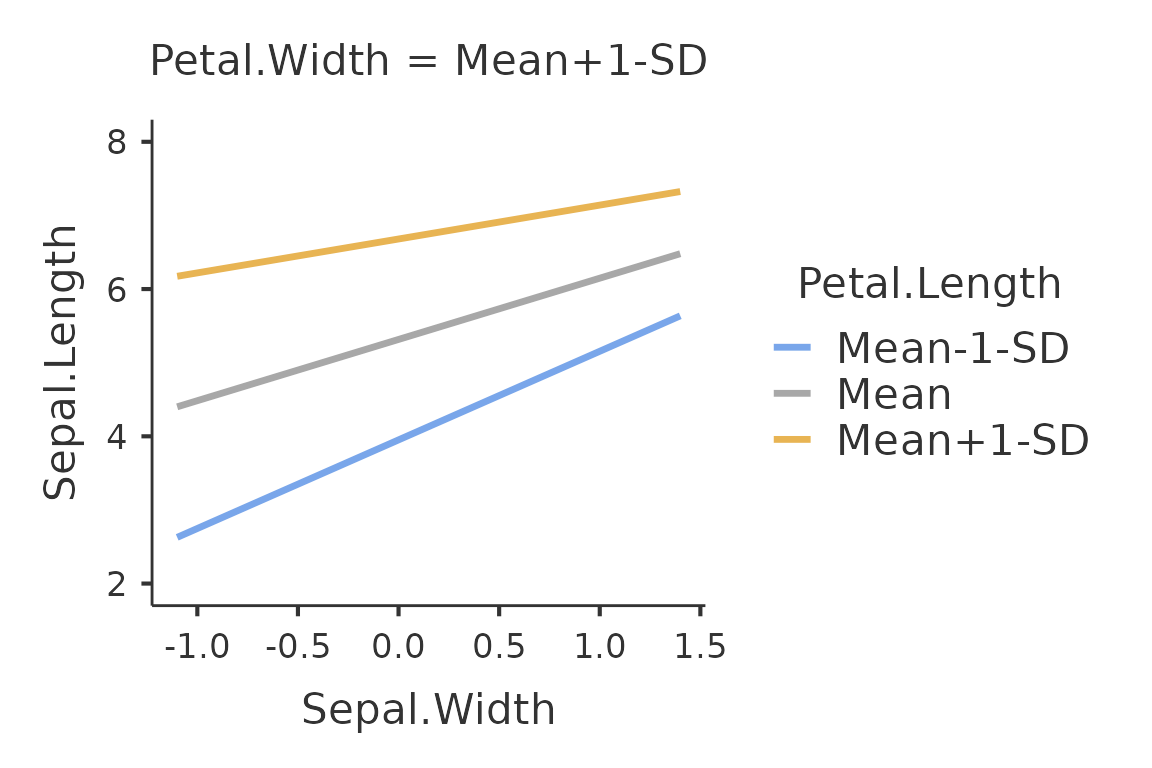 Petal.Width = Mean+1-SD
8
6
4
2
Sepal.Length
-1.0 -0.5 0.0 0.5 1.0 1.5
Sepal.Width
Petal.Length
Mean-1-SD
Mean
Mean+1-SD